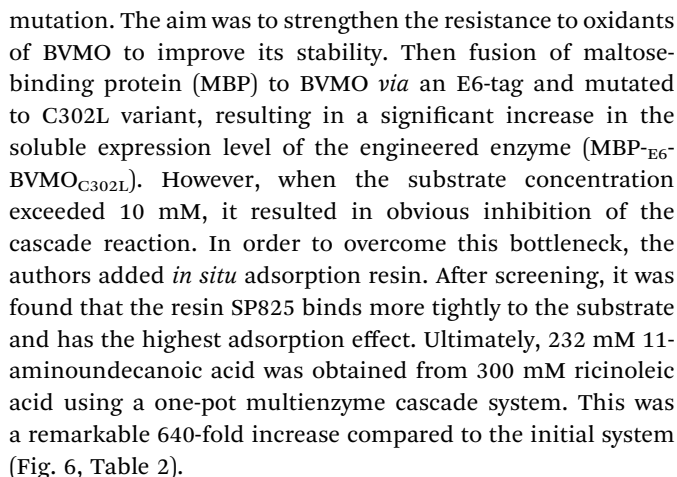 mutation. The aim was to strengthen the resistance to oxidants
of BVMO to improve its stability. Then fusion of maltose-
binding protein (MBP) to BVMO via an E6-tag and mutated
to C302L variant, resulting in a significant increase in the
soluble expression level of the engineered enzyme (MBP-E6-
BVMOC302L). However, when the substrate concentration
exceeded 10 mM, it resulted in obvious inhibition of the
cascade reaction. In order to overcome this bottleneck, the
authors added in situ adsorption resin. After screening, it was
found that the resin SP825 binds more tightly to the substrate
and has the highest adsorption effect. Ultimately, 232 mM 11-
aminoundecanoic acid was obtained from 300 mM ricinoleic
acid using a one-pot multienzyme cascade system. This was
a remarkable 640-fold increase compared to the initial system
(Fig. 6, Table 2).